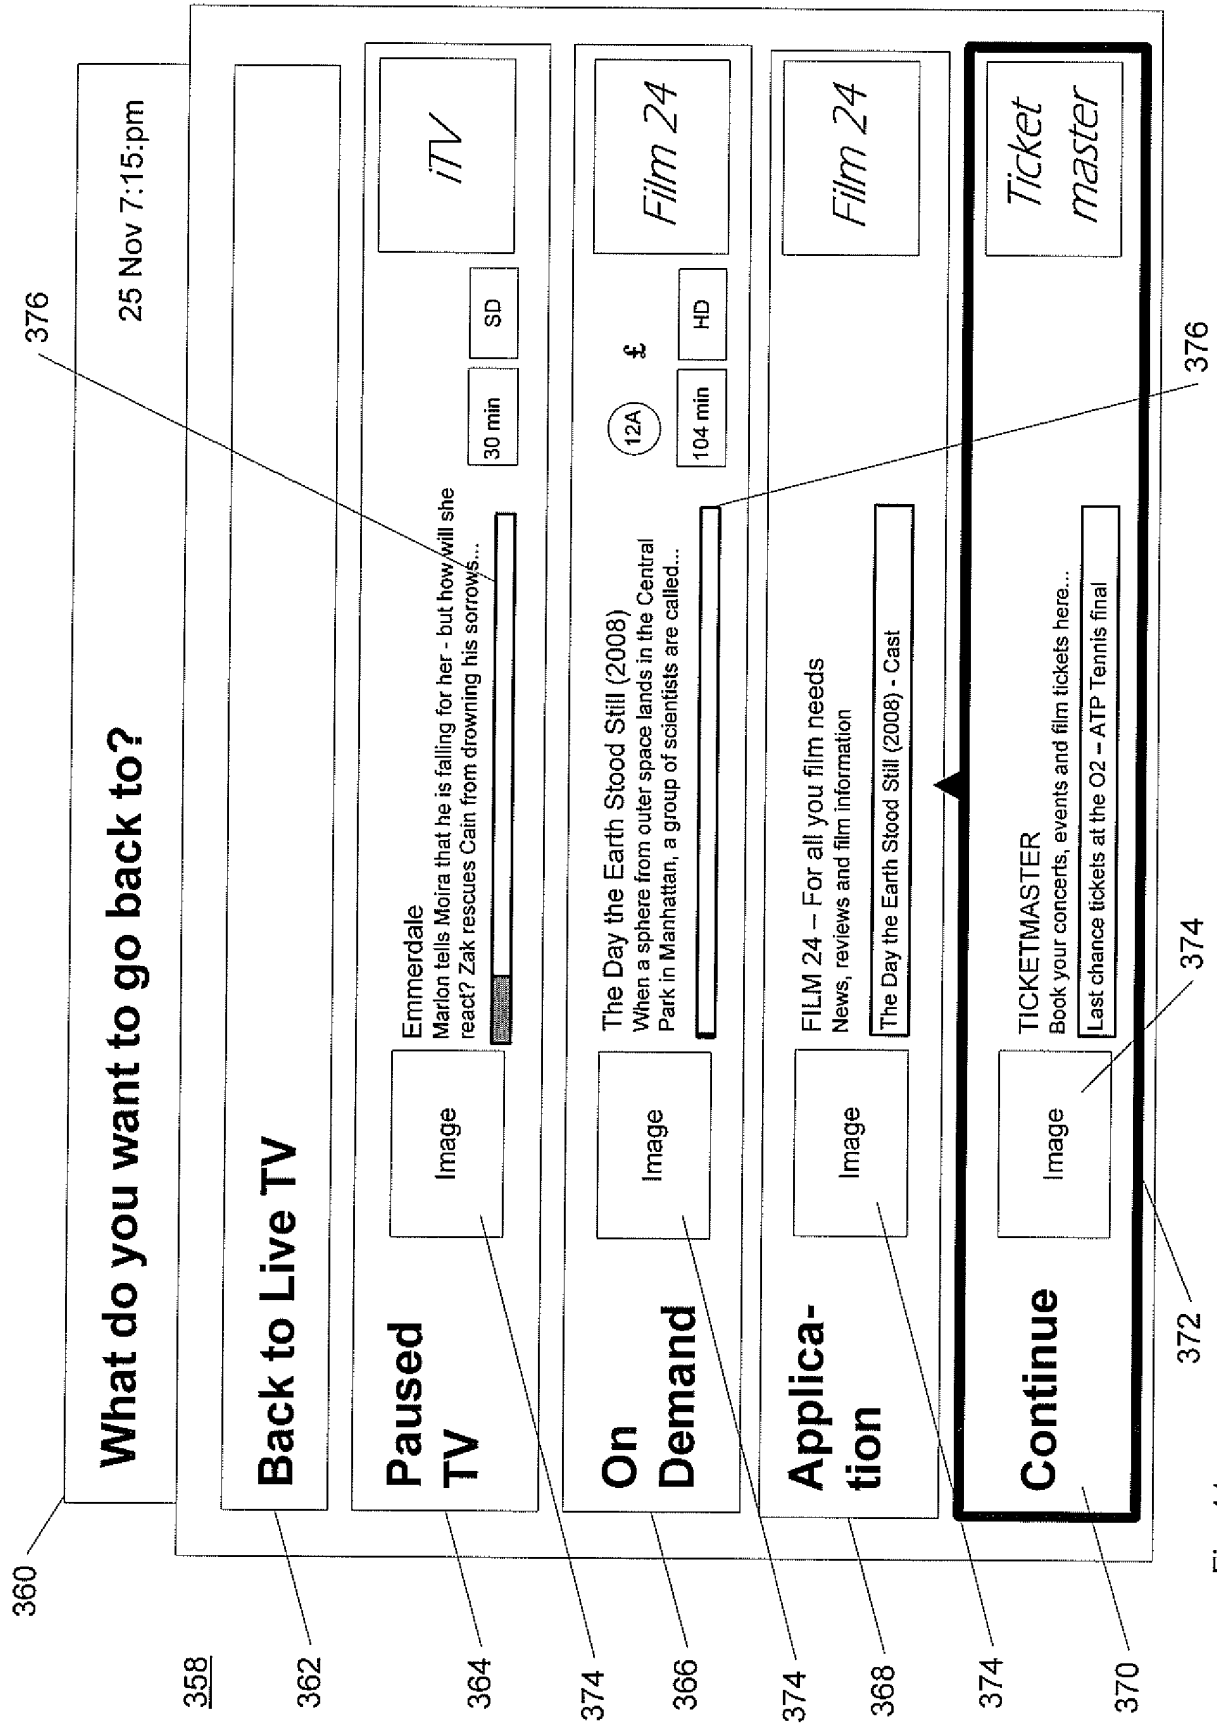 358
360
What do you want to go back to?
25 Nov 7:15:pm
376
362
Back to Live TV
364
Paused
TV
Image
374
Emmerdale
Marlon tells Moira that he is falling for her - but how will she
react? Zak rescues Cain from drowning his sorrows...
30 min
SD
iTV
366
On
Demand
Image
374
The Day the Earth Stood Still (2008)
When a sphere from outer space lands in the Central
Park in Manhattan, a group of scientists are called...
12A
£
104 min
HD
Film 24
368
Applica-
tion
Image
374
FILM 24 – For all you film needs
News, reviews and film information
The Day the Earth Stood Still (2008) - Cast
Film 24
370
Continue
Image
TICKETMASTER
Book your concerts, events and film tickets here...
Last chance tickets at the O2 – ATP Tennis final
Ticket
master
372
374
376